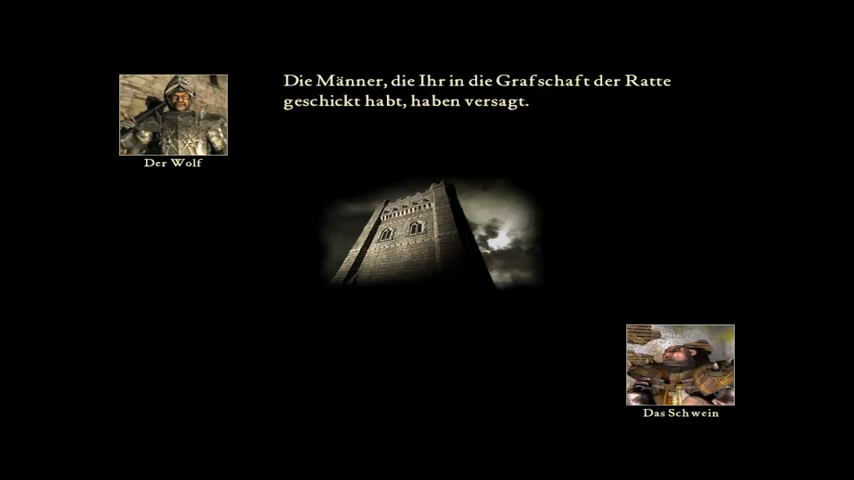 Die Männer, die Ihr in die Grafschaft der Ratte
geschickt habt, haben versagt.
Der Wolf
Das Schwein